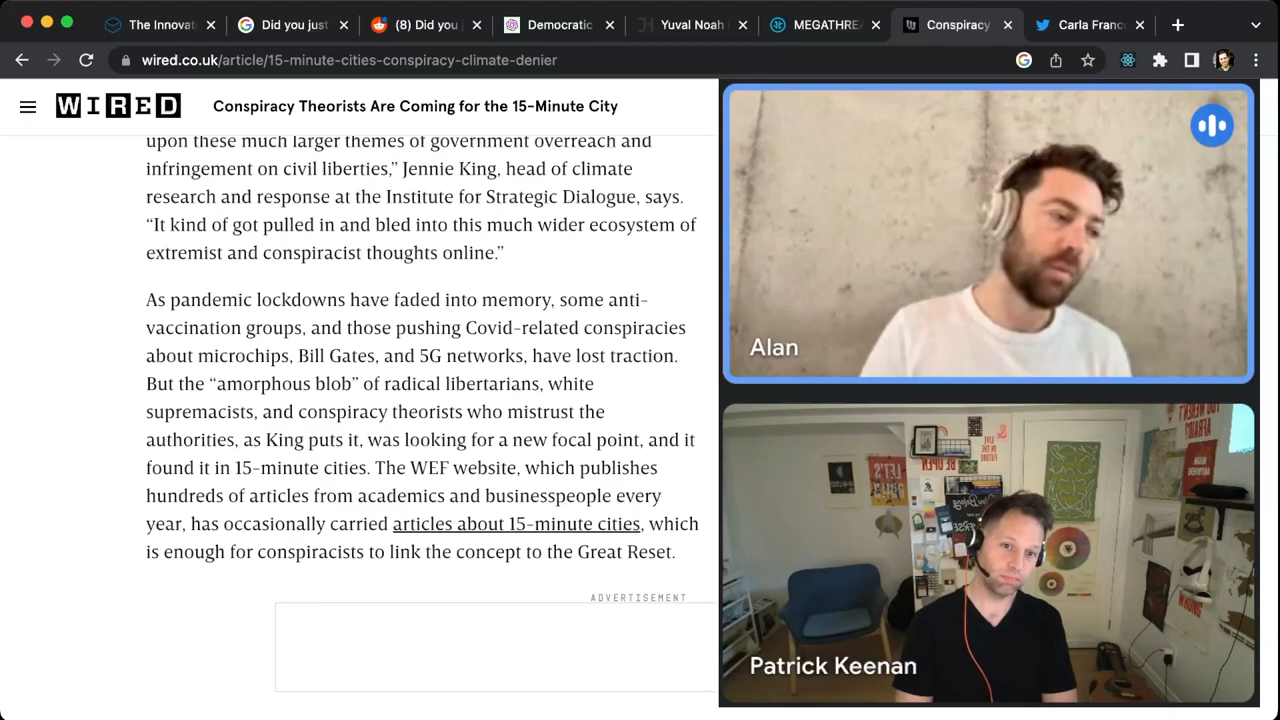 The Innovat
Did you just
(8) Did you
Democratic
Yuval Noah
MEGATHRE
Conspiracy
Carla Franc
wired.co.uk/article/15-minute-cities-conspiracy-climate-denier
WIRED
Conspiracy Theorists Are Coming for the 15-Minute City
upon these much larger themes of government overreach and
infringement on civil liberties,” Jennie King, head of climate
research and response at the Institute for Strategic Dialogue, says.
“It kind of got pulled in and bled into this much wider ecosystem of
extremist and conspiracist thoughts online.”
As pandemic lockdowns have faded into memory, some anti-
vaccination groups, and those pushing Covid-related conspiracies
about microchips, Bill Gates, and 5G networks, have lost traction.
But the “amorphous blob” of radical libertarians, white
supremacists, and conspiracy theorists who mistrust the
authorities, as King puts it, was looking for a new focal point, and it
found it in 15-minute cities. The WEF website, which publishes
hundreds of articles from academics and businesspeople every
year, has occasionally carried articles about 15-minute cities, which
is enough for conspiracists to link the concept to the Great Reset.
ADVERTISEMENT
Alan
LIVE
IN THE
FUTURE
BE OPEN
LET'S
Patrick Keenan